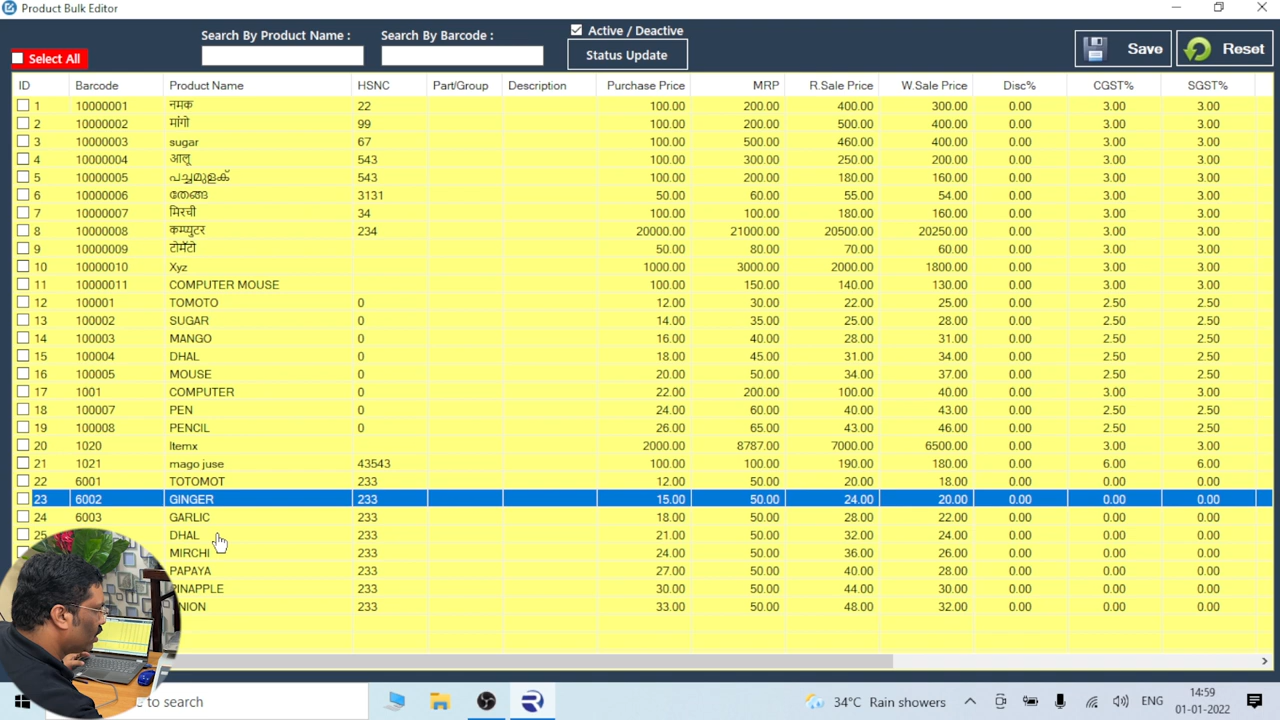 Product Bulk Editor
Search By Product Name : Search By Barcode : Active / Deactive
Select All Status Update Save Reset
ID Barcode Product Name HSNC Part/Group Description Purchase Price MRP R.Sale Price W.Sale Price Disc% CGST% SGST%
1 10000001 नमक 22 100.00 200.00 400.00 300.00 0.00 3.00 3.00
2 10000002 मांगो 99 100.00 200.00 500.00 400.00 0.00 3.00 3.00
3 10000003 sugar 67 100.00 500.00 460.00 400.00 0.00 3.00 3.00
4 10000004 आलू 543 100.00 300.00 250.00 200.00 0.00 3.00 3.00
5 10000005 പച്ചമുളക് 543 100.00 200.00 180.00 160.00 0.00 3.00 3.00
6 10000006 തേങ്ങ 3131 50.00 60.00 55.00 54.00 0.00 3.00 3.00
7 10000007 मिरची 34 100.00 100.00 180.00 160.00 0.00 3.00 3.00
8 10000008 कम्प्युटर 234 20000.00 21000.00 20500.00 20250.00 0.00 3.00 3.00
9 10000009 टोमॅटो 50.00 80.00 70.00 60.00 0.00 3.00 3.00
10 10000010 Xyz 1000.00 3000.00 2000.00 1800.00 0.00 3.00 3.00
11 10000011 COMPUTER MOUSE 100.00 150.00 140.00 130.00 0.00 3.00 3.00
12 100001 TOMOTO 0 12.00 30.00 22.00 25.00 0.00 2.50 2.50
13 100002 SUGAR 0 14.00 35.00 25.00 28.00 0.00 2.50 2.50
14 100003 MANGO 0 16.00 40.00 28.00 31.00 0.00 2.50 2.50
15 100004 DHAL 0 18.00 45.00 31.00 34.00 0.00 2.50 2.50
16 100005 MOUSE 0 20.00 50.00 34.00 37.00 0.00 2.50 2.50
17 1001 COMPUTER 0 22.00 200.00 100.00 40.00 0.00 3.00 3.00
18 100007 PEN 0 24.00 60.00 40.00 43.00 0.00 2.50 2.50
19 100008 PENCIL 0 26.00 65.00 43.00 46.00 0.00 2.50 2.50
20 1020 Itemx 2000.00 8787.00 7000.00 6500.00 0.00 3.00 3.00
21 1021 mago juse 43543 100.00 100.00 190.00 180.00 0.00 6.00 6.00
22 6001 TOTOMOT 233 12.00 50.00 20.00 18.00 0.00 0.00 0.00
23 6002 GINGER 233 15.00 50.00 24.00 20.00 0.00 0.00 0.00
24 6003 GARLIC 233 18.00 50.00 28.00 22.00 0.00 0.00 0.00
25 DHAL 233 21.00 50.00 32.00 24.00 0.00 0.00 0.00
MIRCHI 233 24.00 50.00 36.00 26.00 0.00 0.00 0.00
PAPAYA 233 27.00 50.00 40.00 28.00 0.00 0.00 0.00
PINAPPLE 233 30.00 50.00 44.00 30.00 0.00 0.00 0.00
NION 233 33.00 50.00 48.00 32.00 0.00 0.00 0.00
to search 34°C Rain showers ENG 14:59
01-01-2022